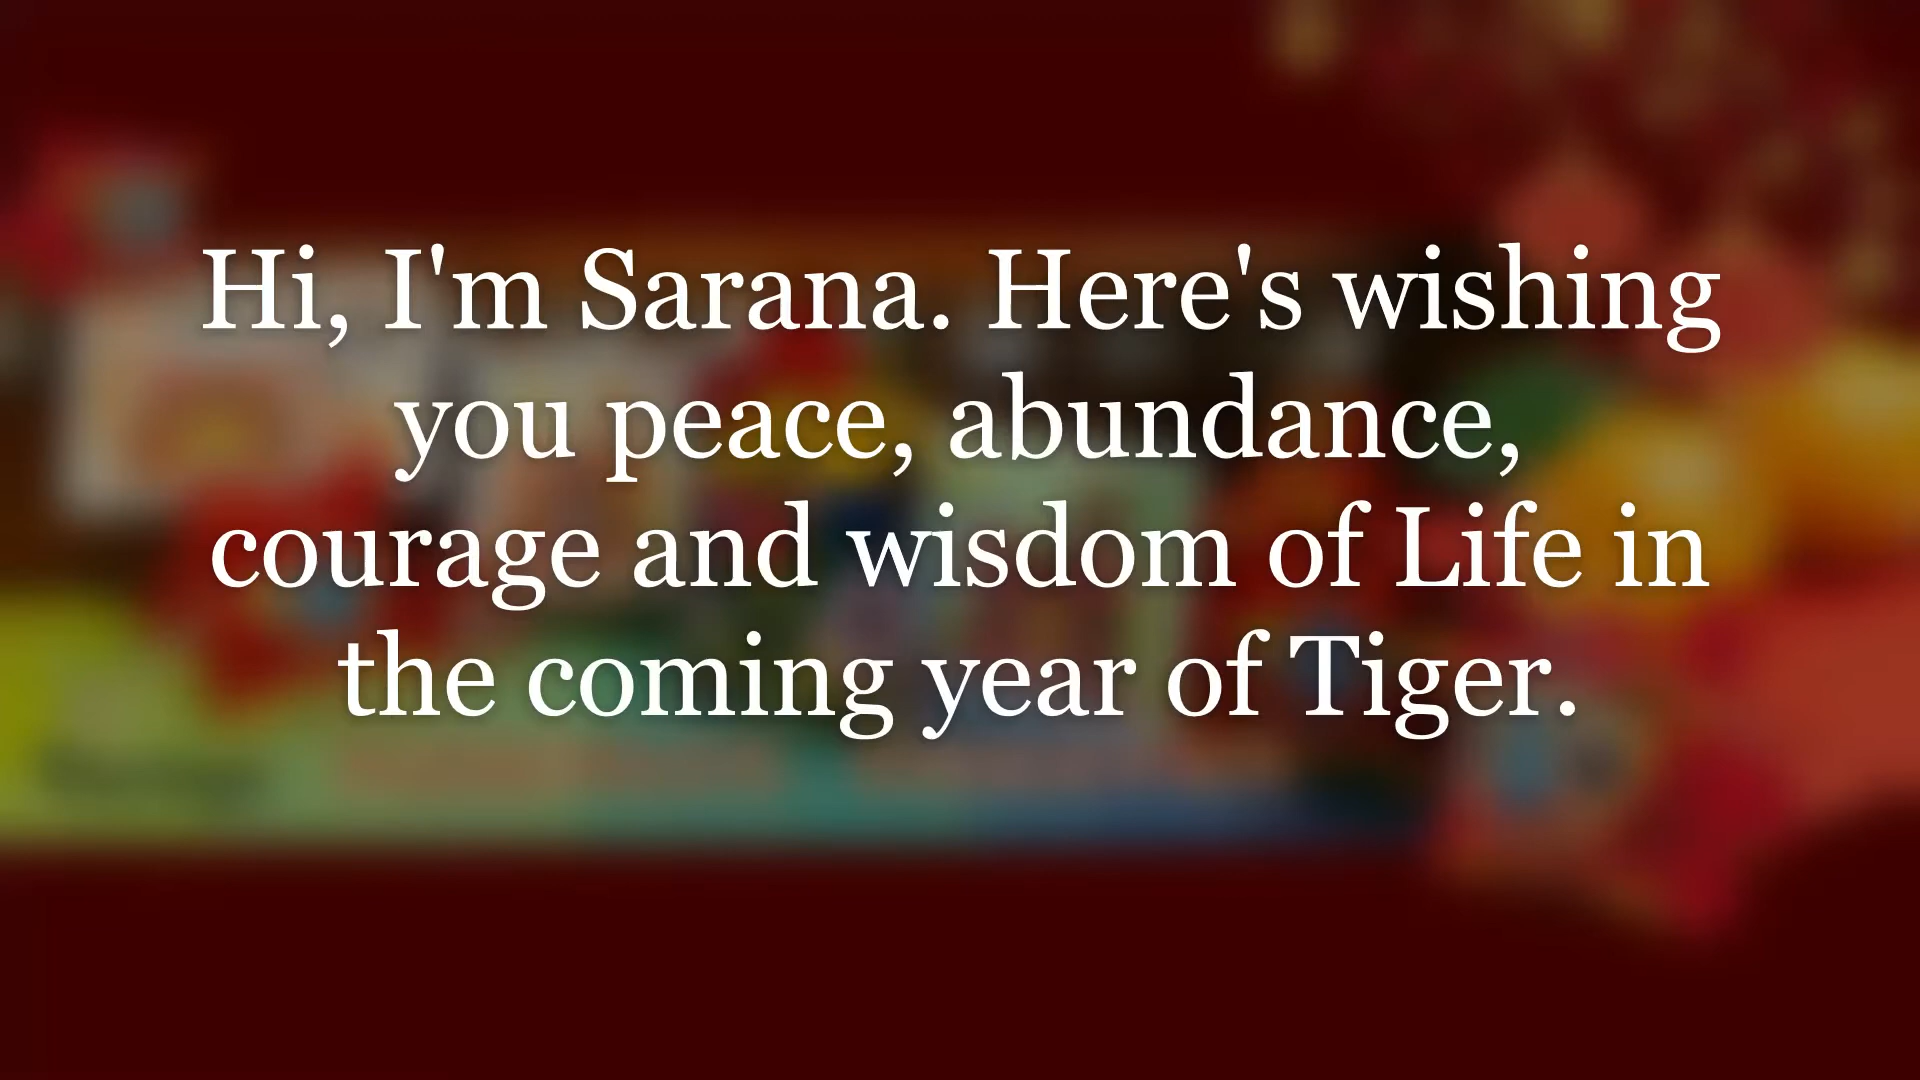 Hi, I'm Sarana. Here's wishing
you peace, abundance,
courage and wisdom of Life in
the coming year of Tiger.